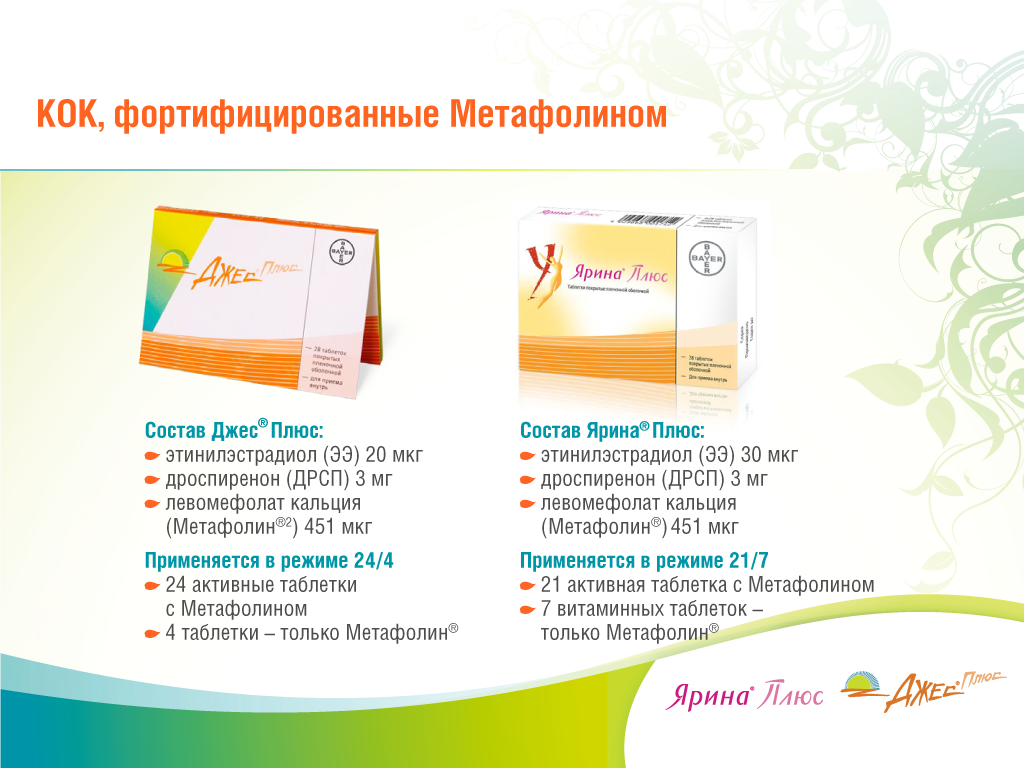 КОК, фортифицированные Метафолином
Джес Плюс
BAYER
BAYER
28 таблеток
покрытых
пленочной
оболочкой
для приема
внутрь
Ярина Плюс
Ярина® Плюс
Таблетки покрытые пленочной оболочкой
BAYER
BAYER
28 таблеток
покрытых пленочной
оболочкой
Для приема внутрь
Состав Джес® Плюс:
этинилэстрадиол (ЭЭ) 20 мкг
дроспиренон (ДРСП) 3 мг
левомефолат кальция
(Метафолин®²) 451 мкг
Применяется в режиме 24/4
24 активные таблетки
с Метафолином
4 таблетки – только Метафолин®
Состав Ярина® Плюс:
этинилэстрадиол (ЭЭ) 30 мкг
дроспиренон (ДРСП) 3 мг
левомефолат кальция
(Метафолин®) 451 мкг
Применяется в режиме 21/7
21 активная таблетка с Метафолином
7 витаминных таблеток –
только Метафолин®
Ярина® Плюс
Джес® Плюс